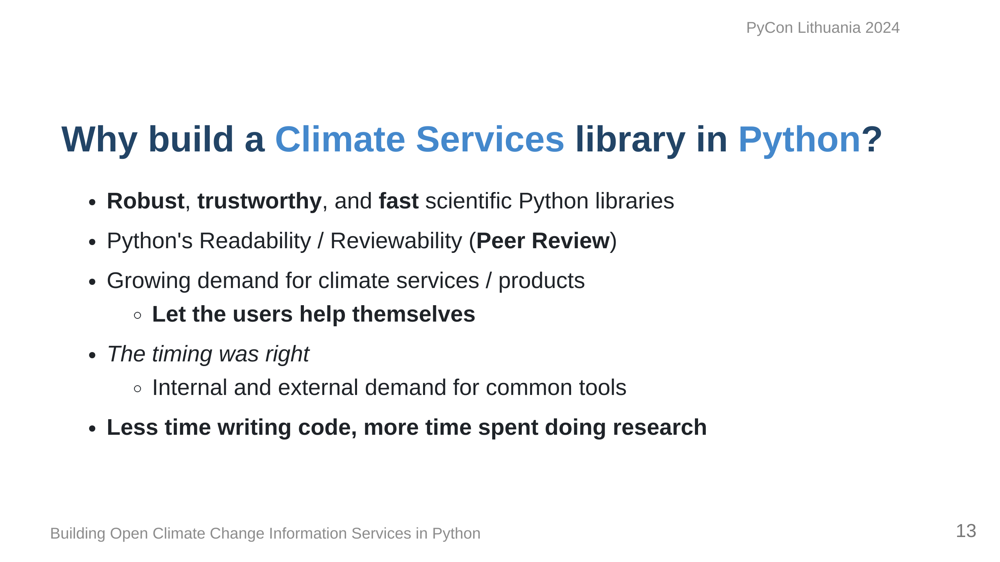 PyCon Lithuania 2024
Why build a Climate Services library in Python?
Robust, trustworthy, and fast scientific Python libraries
Python's Readability / Reviewability (Peer Review)
Growing demand for climate services / products
Let the users help themselves
The timing was right
Internal and external demand for common tools
Less time writing code, more time spent doing research
Building Open Climate Change Information Services in Python
13